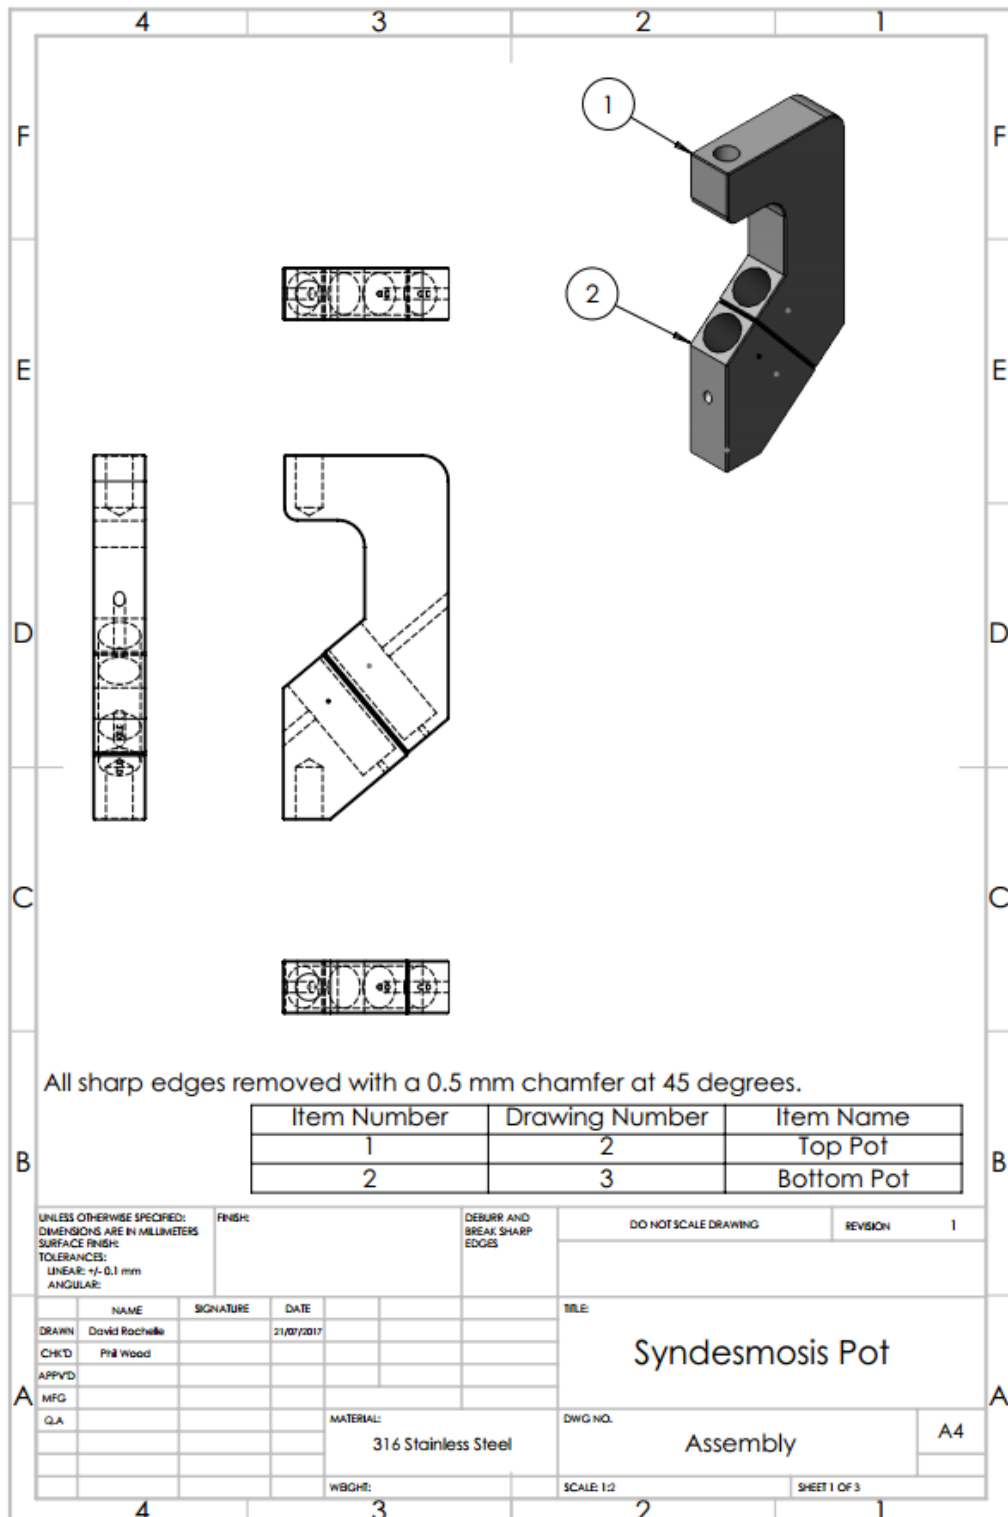 4 3 2 1
F F
1
E E
2
D D
C C
All sharp edges removed with a 0.5 mm chamfer at 45 degrees.
Item Number Drawing Number Item Name
1 2 Top Pot
2 3 Bottom Pot
B B
UNLESS OTHERWISE SPECIFIED:
DIMENSIONS ARE IN MILLIMETERS
SURFACE FINISH:
TOLERANCES:
LINEAR: +/- 0.1 mm
ANGULAR:
FINISH:
DEBURR AND
BREAK SHARP
EDGES
DO NOT SCALE DRAWING
REVISION 1
NAME SIGNATURE DATE
DRAWN David Rochelle 21/07/2017
CHK'D Phil Wood
APPV'D
MFG
Q.A
TITLE:
Syndesmosis Pot
A A
MATERIAL:
316 Stainless Steel
DWG NO.
Assembly
A4
WEIGHT:
SCALE: 1:2
SHEET 1 OF 3
4 3 2 1